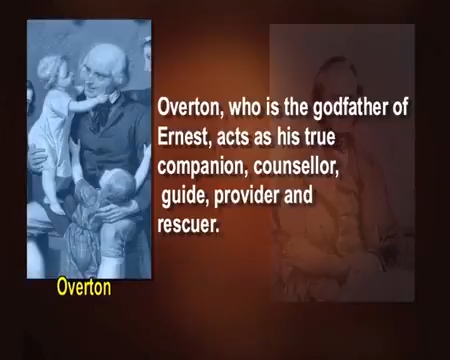 Overton, who is the godfather of
Ernest, acts as his true
companion, counsellor,
guide, provider and
rescuer.
Overton